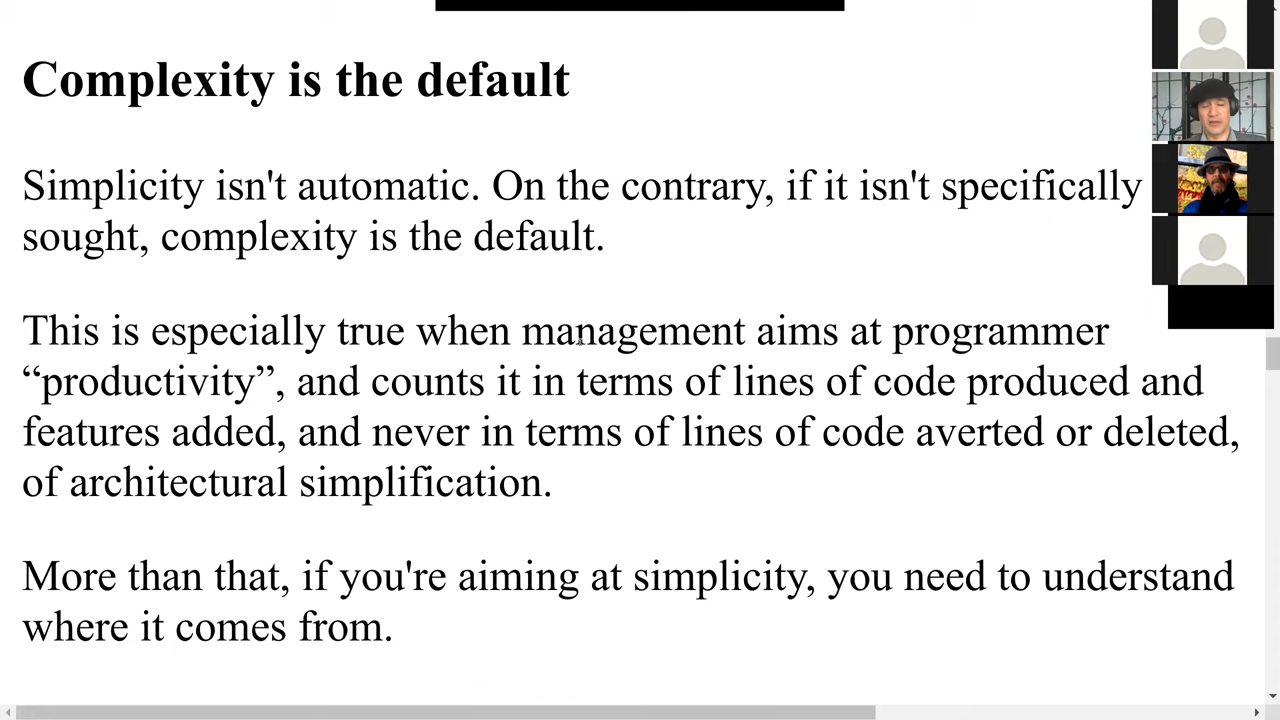 Complexity is the default
Simplicity isn't automatic. On the contrary, if it isn't specifically
sought, complexity is the default.
This is especially true when management aims at programmer
“productivity”, and counts it in terms of lines of code produced and
features added, and never in terms of lines of code averted or deleted,
of architectural simplification.
More than that, if you're aiming at simplicity, you need to understand
where it comes from.